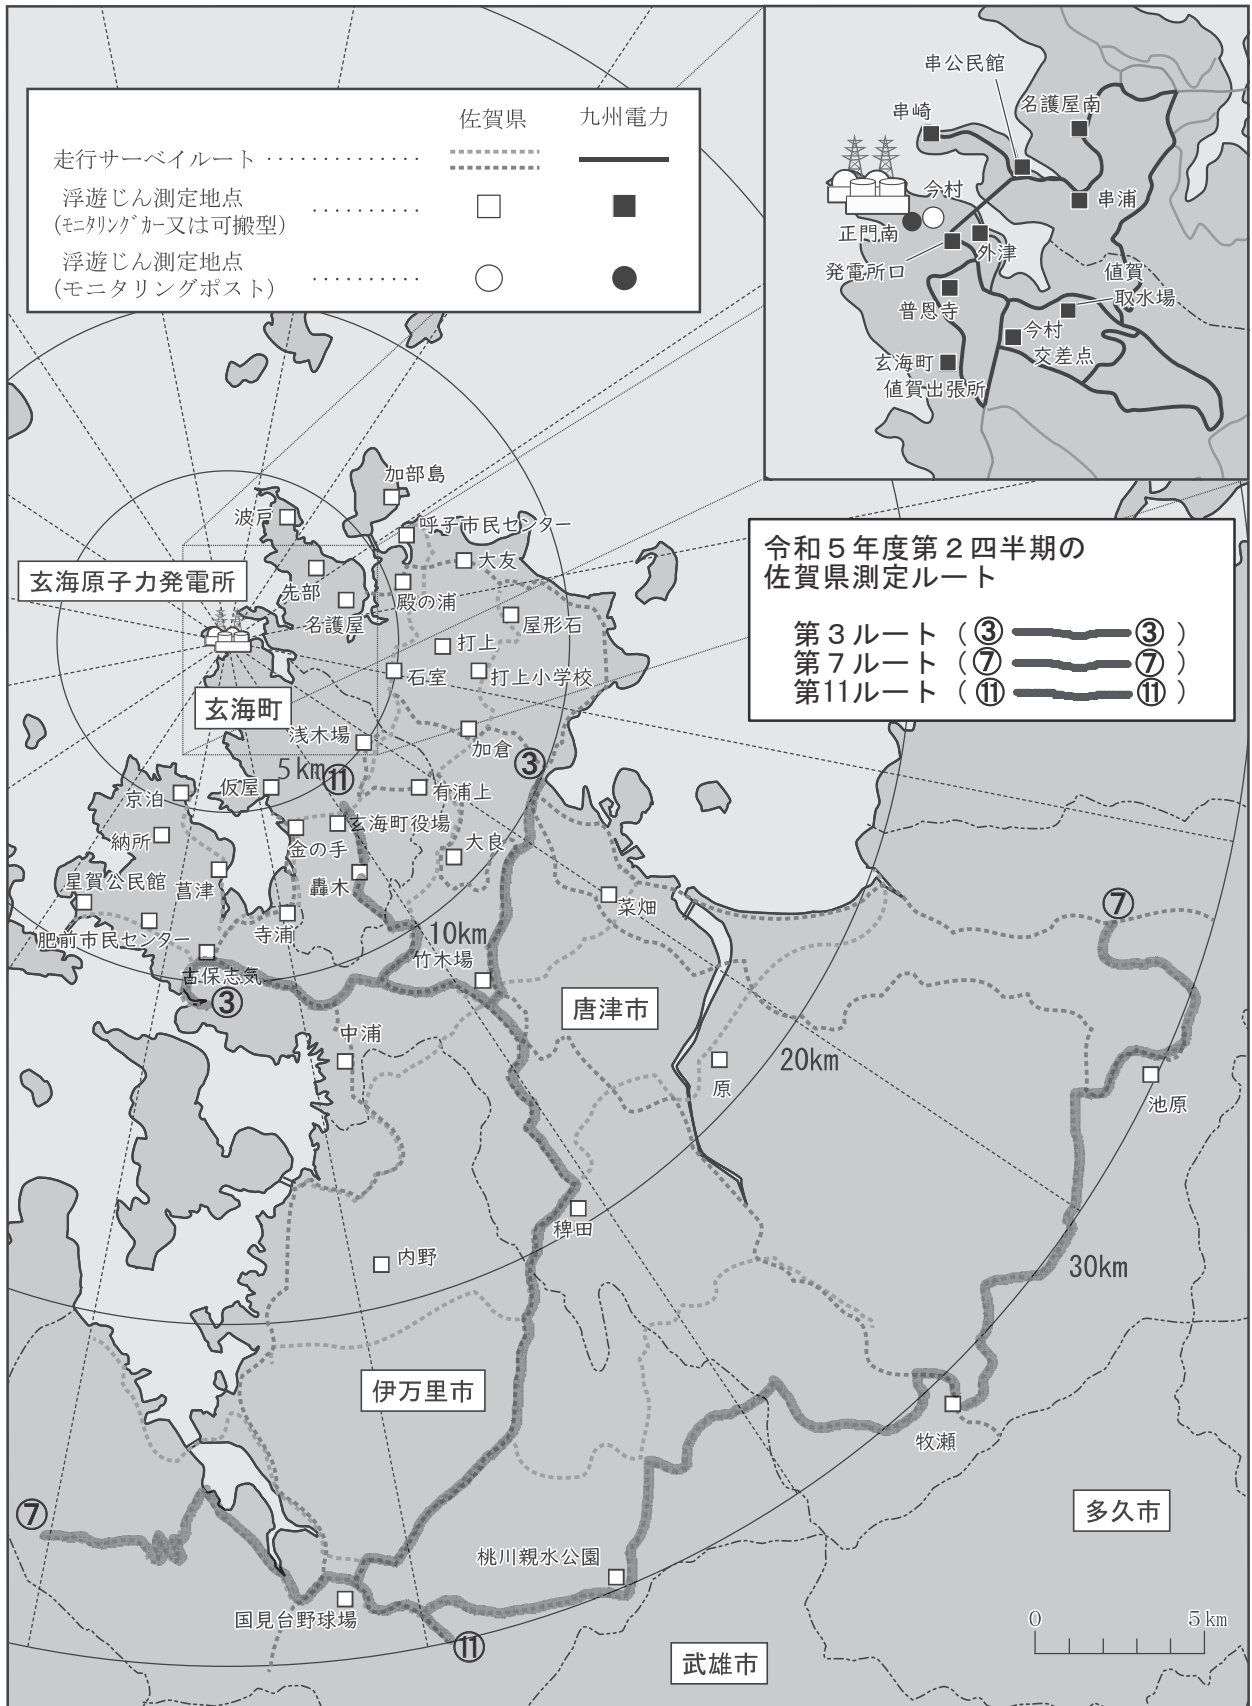 佐賀県
九州電力
走行サーベイルート ・・・・・・・・・・・・・
浮遊じん測定地点
(ﾓﾆﾀﾘﾝｸﾞｶｰ又は可搬型)
浮遊じん測定地点
(モニタリングポスト)
串公民館
名護屋南
串崎
串浦
今村
正門南
外津
発電所口
値賀
取水場
普恩寺
今村
交差点
玄海町
値賀出張所
令和５年度第２四半期の
佐賀県測定ルート
第３ルート（③ ③）
第７ルート（⑦ ⑦）
第11ルート（⑪ ⑪）
加部島
波戸
呼子市民センター
大友
玄海原子力発電所
先部
殿の浦
名護屋
屋形石
打上
石室
打上小学校
玄海町
浅木場
加倉
③
5km
⑪
仮屋
有浦上
京泊
玄海町役場
納所
金の手
大良
星賀公民館
菖津
轟木
菜畑
⑦
肥前市民センター
寺浦
10km
竹木場
古保志気
③
唐津市
中浦
20km
原
池原
稗田
内野
30km
伊万里市
牧瀬
⑦
多久市
桃川親水公園
国見台野球場
⑪
武雄市
0
5km